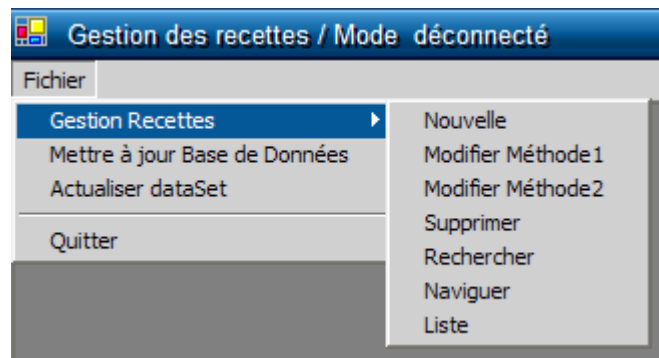 Gestion des recettes / Mode déconnecté
Fichier
Gestion Recettes
Mettre à jour Base de Données
Actualiser dataSet
Quitter
Nouvelle
Modifier Méthode1
Modifier Méthode2
Supprimer
Rechercher
Naviguer
Liste